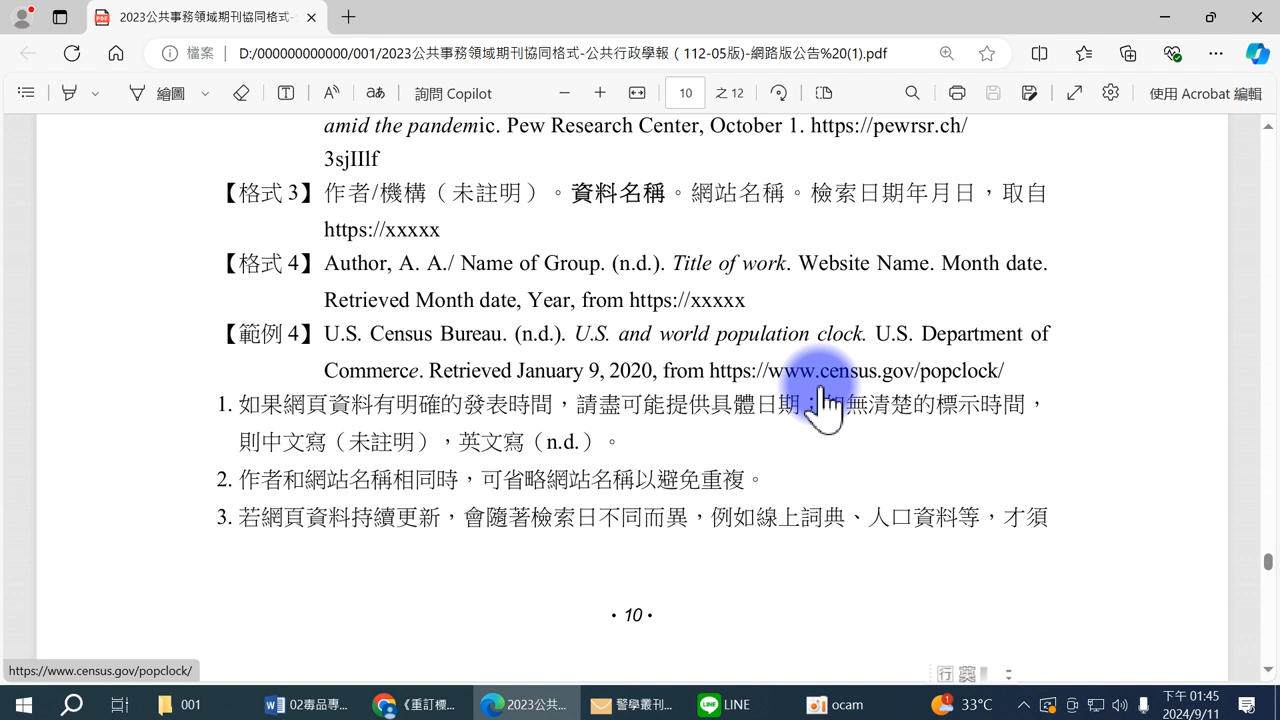 2023公共事務領域期刊協同格式-
檔案
D:/000000000000/001/2023公共事務領域期刊協同格式-公共行政學報（112-05版)-網路版公告%20(1).pdf
繪圖
詢問 Copilot
10 之 12
使用 Acrobat 編輯
amid the pandemic. Pew Research Center, October 1. https://pewrsr.ch/
3sjIIlf
【格式 3】作者/機構（未註明）。資料名稱。網站名稱。檢索日期年月日，取自
https://xxxxx
【格式 4】Author, A. A./ Name of Group. (n.d.). Title of work. Website Name. Month date.
Retrieved Month date, Year, from https://xxxxx
【範例 4】U.S. Census Bureau. (n.d.). U.S. and world population clock. U.S. Department of
Commerce. Retrieved January 9, 2020, from https://www.census.gov/popclock/
1. 如果網頁資料有明確的發表時間，請盡可能提供具體日期；如無清楚的標示時間，
則中文寫（未註明），英文寫（n.d.）。
2. 作者和網站名稱相同時，可省略網站名稱以避免重複。
3. 若網頁資料持續更新，會隨著檢索日不同而異，例如線上詞典、人口資料等，才須
• 10 •
https://www.census.gov/popclock/
行 英
001
02毒品專...
《重訂欄...
2023公共...
警學叢刊...
LINE
ocam
33°C
下午 01:45
2024/9/11